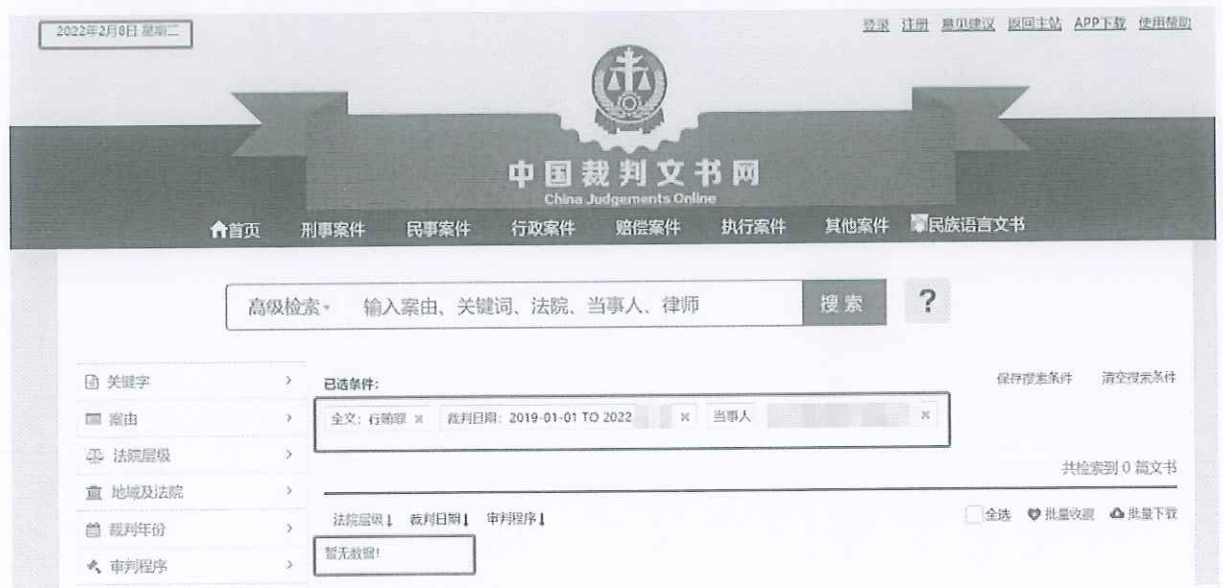 2022年2月8日 星期二
登录 注册 意见建议 返回主站 APP下载 使用帮助
中国裁判文书网
China Judgements Online
首页 刑事案件 民事案件 行政案件 赔偿案件 执行案件 其他案件 民族语言文书
高级检索 输入案由、关键词、法院、当事人、律师 搜索 ?
关键字
案由
法院层级
地域及法院
裁判年份
审判程序
已选条件:
保存搜索条件 清空搜索条件
全文:行贿罪 × 裁判日期:2019-01-01 TO 2022 × 当事人 ×
共检索到 0 篇文书
法院层级↓ 裁判日期↓ 审判程序↓
全选 批量收藏 批量下载
暂无数据!